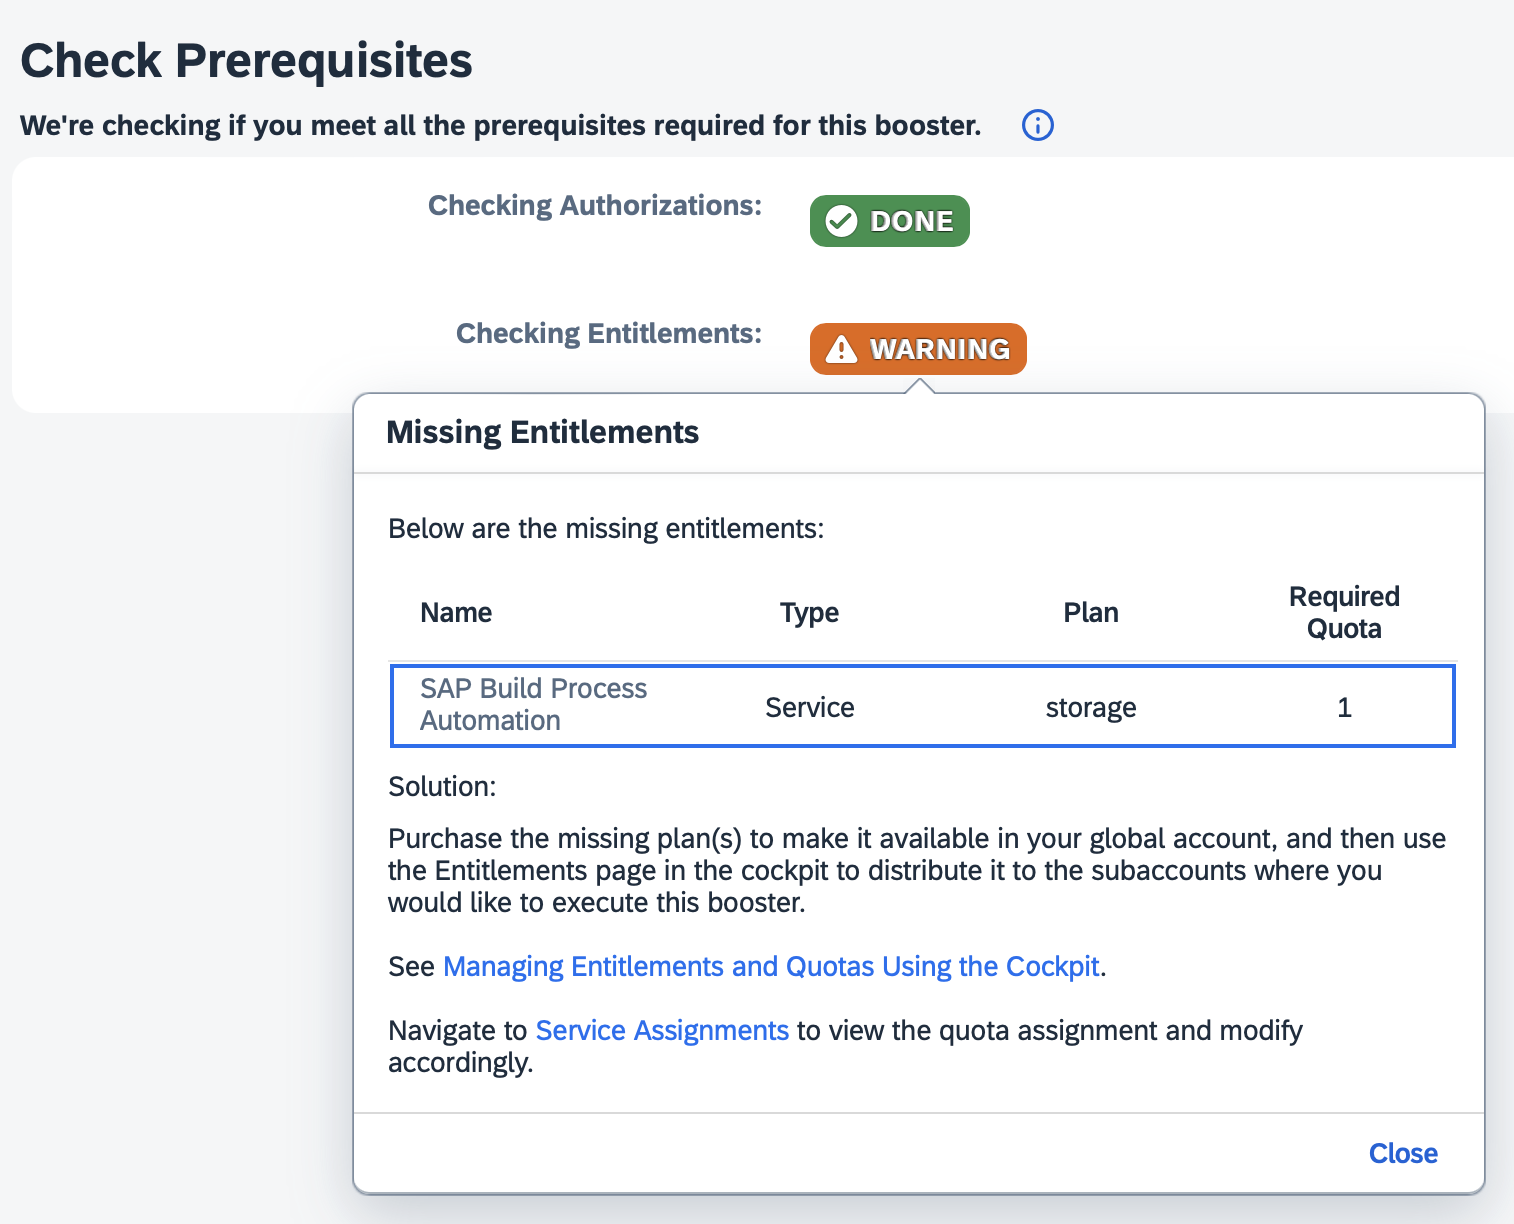 Check Prerequisites
We're checking if you meet all the prerequisites required for this booster.
Checking Authorizations: DONE
Checking Entitlements: WARNING
Missing Entitlements
Below are the missing entitlements:
Name Type Plan Required Quota
SAP Build Process Automation Service storage 1
Solution:
Purchase the missing plan(s) to make it available in your global account, and then use
the Entitlements page in the cockpit to distribute it to the subaccounts where you
would like to execute this booster.
See Managing Entitlements and Quotas Using the Cockpit.
Navigate to Service Assignments to view the quota assignment and modify
accordingly.
Close